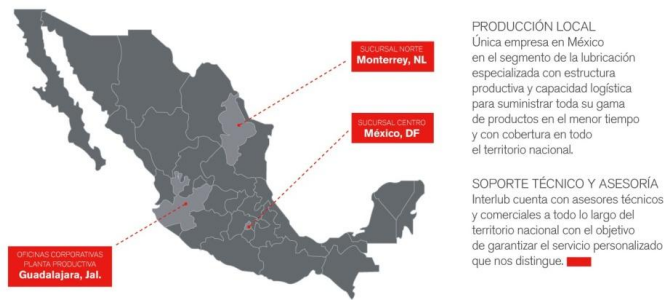 SUCURSAL NORTE
Monterrey, NL
SUCURSAL CENTRO
México, DF
OFICINAS CORPORATIVAS
PLANTA PRODUCTIVA
Guadalajara, Jal.
PRODUCCIÓN LOCAL
Única empresa en México
en el segmento de la lubricación
especializada con estructura
productiva y capacidad logística
para suministrar toda su gama
de productos en el menor tiempo
y con cobertura en todo
el territorio nacional.
SOPORTE TÉCNICO Y ASESORÍA
Interlub cuenta con asesores técnicos
y comerciales a todo lo largo del
territorio nacional con el objetivo
de garantizar el servicio personalizado
que nos distingue.